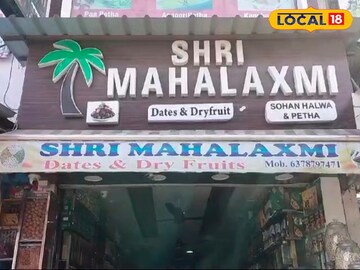 LOCAL 18
SHRI
MAHALAXMI
Dates & Dryfruit
SOHAN HALWA
& PETHA
SHRI MAHALAXMI
Dates & Dry Fruits
Mob. 6378797471